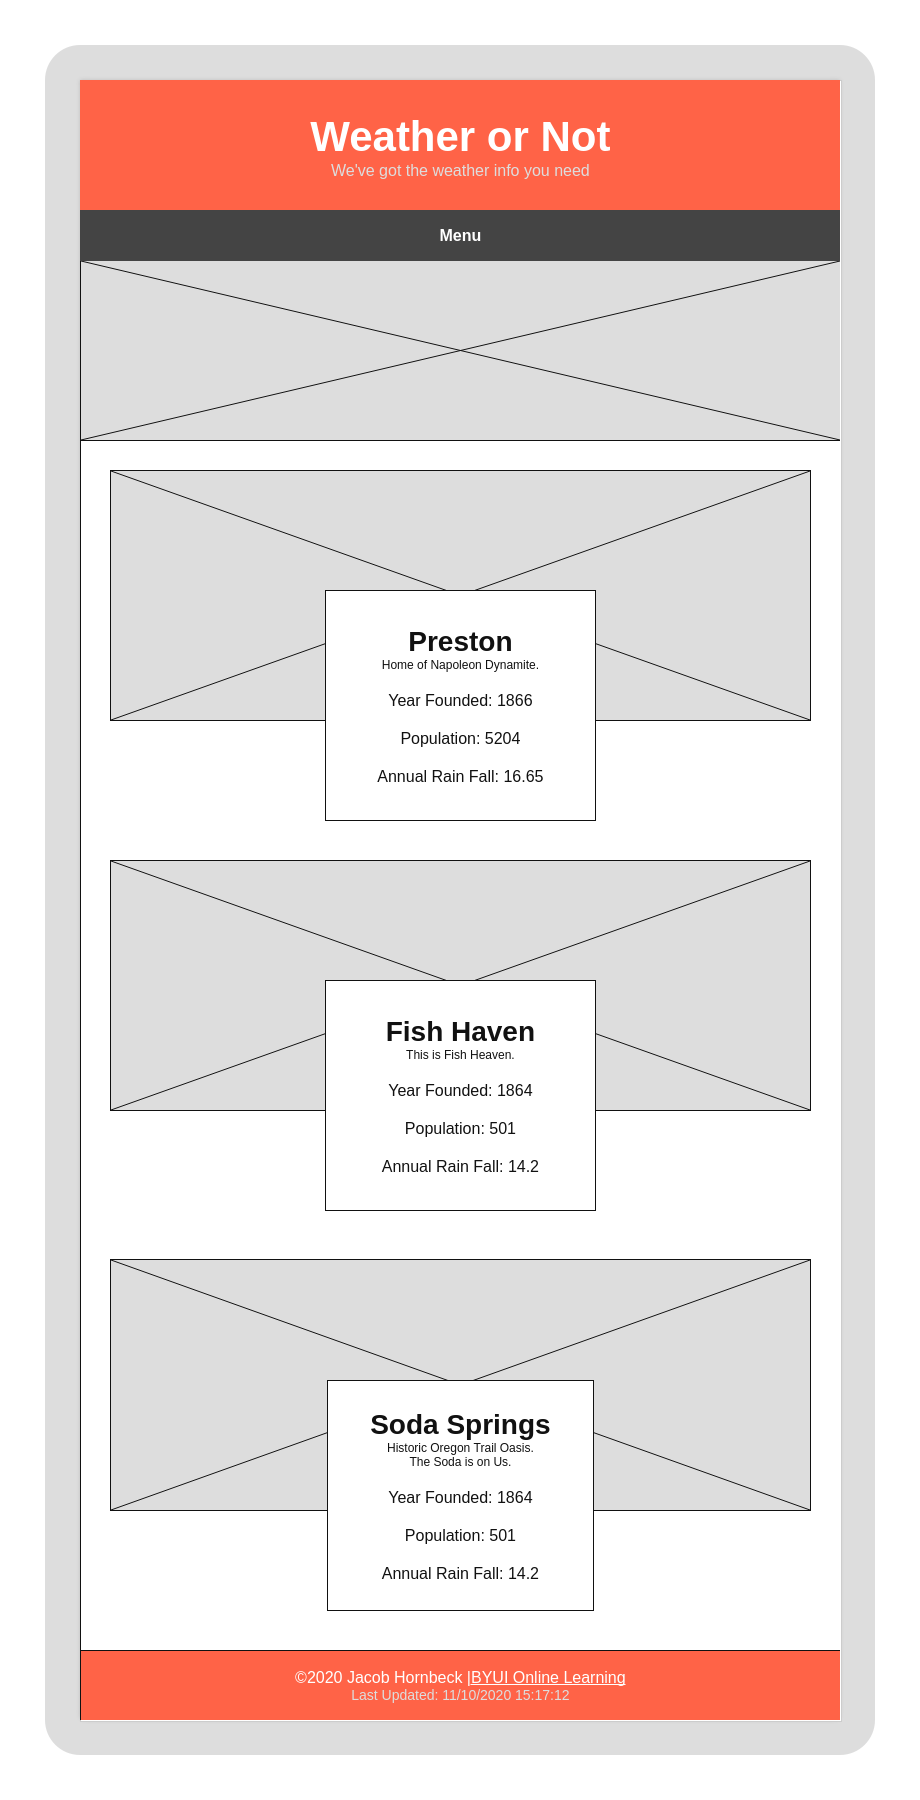 Weather or Not
We've got the weather info you need
Menu
Preston
Home of Napoleon Dynamite.
Year Founded: 1866
Population: 5204
Annual Rain Fall: 16.65
Fish Haven
This is Fish Heaven.
Year Founded: 1864
Population: 501
Annual Rain Fall: 14.2
Soda Springs
Historic Oregon Trail Oasis.
The Soda is on Us.
Year Founded: 1864
Population: 501
Annual Rain Fall: 14.2
©2020 Jacob Hornbeck |BYUI Online Learning
Last Updated: 11/10/2020 15:17:12